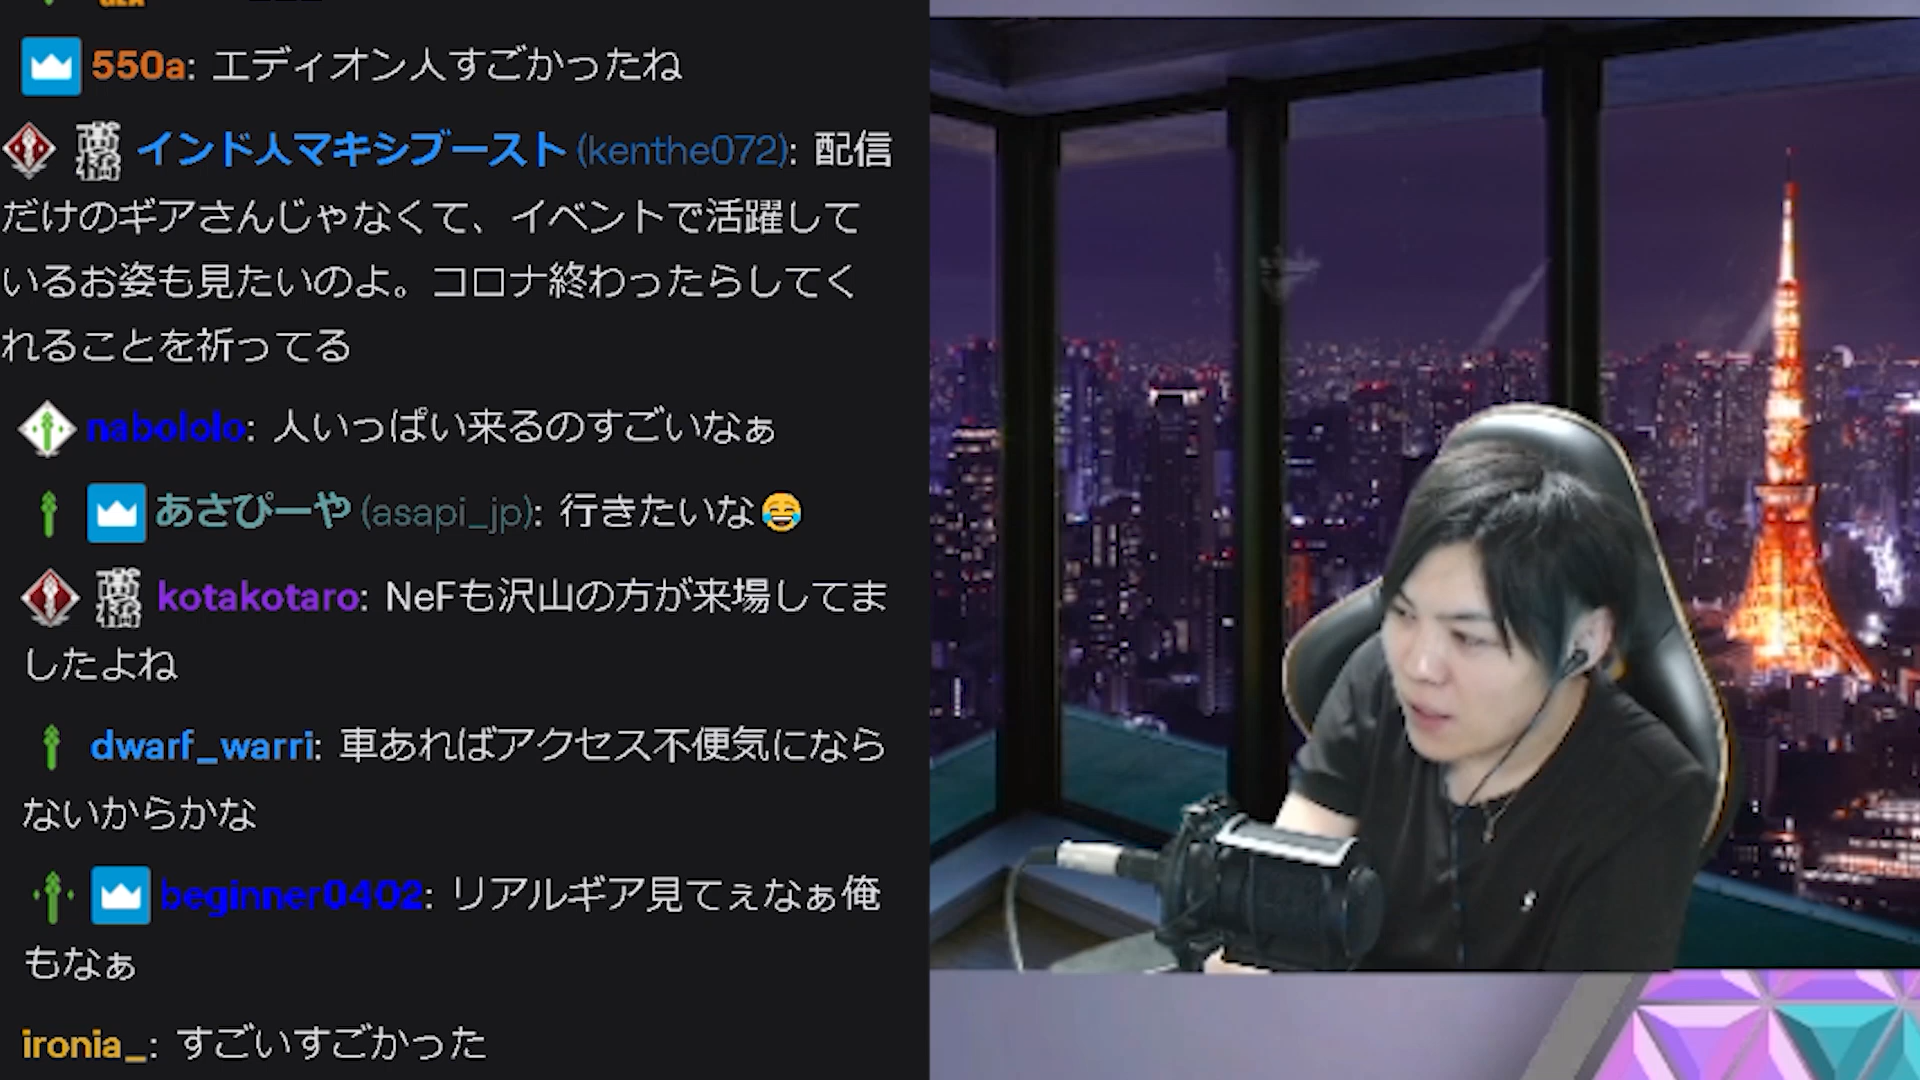 550a: エディオン人すごかったね
髙橋 インド人マキシブースト (kenthe072): 配信
だけのギアさんじゃなくて、イベントで活躍して
いるお姿も見たいのよ。コロナ終わったらしてく
れることを祈ってる
nabololo: 人いっぱい来るのすごいなぁ
あさぴーや (asapi_jp): 行きたいな😂
髙橋 kotakotaro: NeFも沢山の方が来場してま
したよね
dwarf_warri: 車あればアクセス不便気になら
ないからかな
beginner0402: リアルギア見てぇなぁ俺
もなぁ
ironia_: すごいすごかった